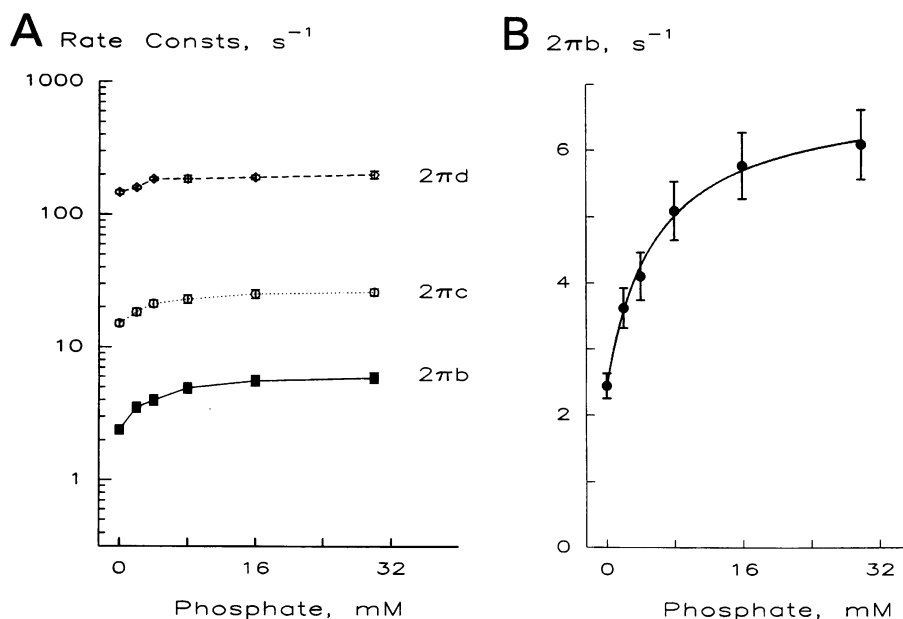 A Rate Consts, s⁻¹
1000
100
10
1
2πd
2πc
2πb
0 16 32
Phosphate, mM
B 2πb, s⁻¹
6
4
2
0
0 16 32
Phosphate, mM